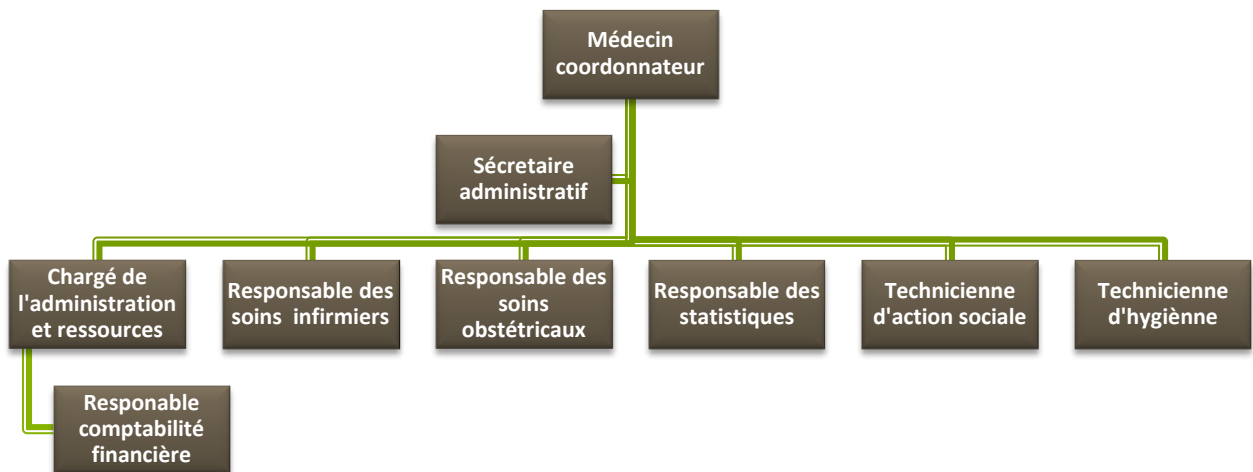 Médecin
coordonnateur
Sécretaire
administratif
Chargé de
l'administration
et ressources
Responsable des
soins infirmiers
Responsable des
soins
obstétricaux
Responsable des
statistiques
Technicienne
d'action sociale
Technicienne
d'hygiènne
Responable
comptabilité
financière